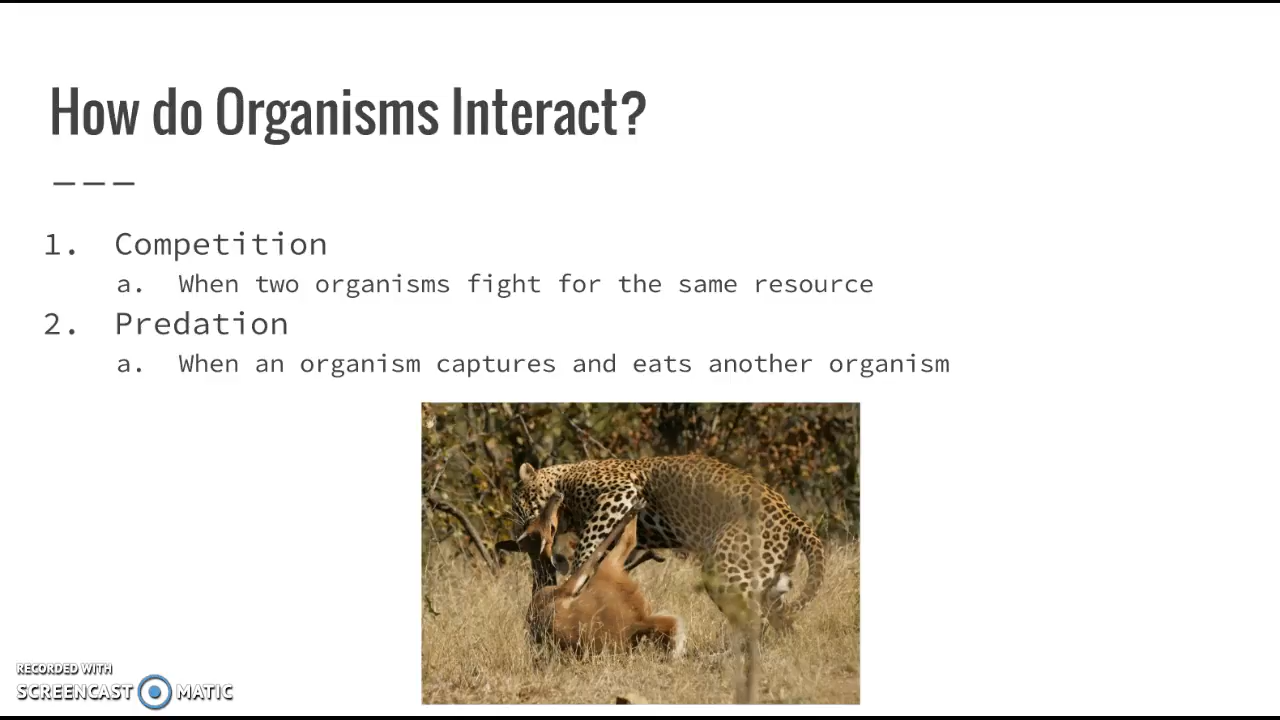 How do Organisms Interact?
1. Competition
a. When two organisms fight for the same resource
2. Predation
a. When an organism captures and eats another organism
RECORDED WITH
SCREENCAST MATIC